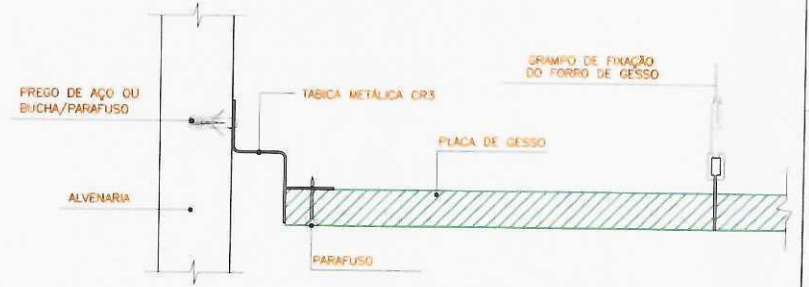 PREGO DE AÇO OU
BUCHA/PARAFUSO
TABICA METÁLICA CR3
GRAMPO DE FIXAÇÃO
DO FORRO DE GESSO
PLACA DE GESSO
ALVENARIA
PARAFUSO